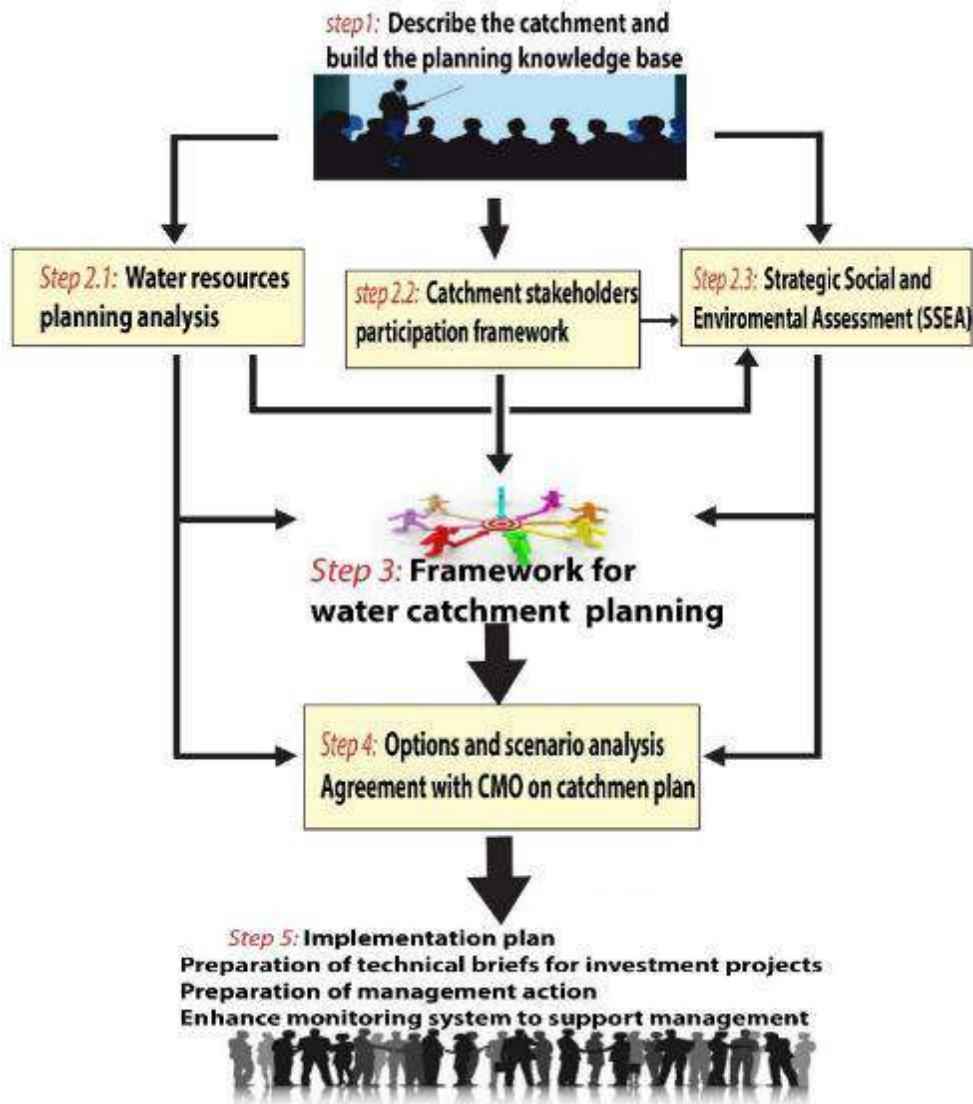 step1: Describe the catchment and
build the planning knowledge base
Step 2.1: Water resources
planning analysis
step 2.2: Catchment stakeholders
participation framework
Step 2.3: Strategic Social and
Enviromental Assessment (SSEA)
Step 3: Framework for
water catchment planning
Step 4: Options and scenario analysis
Agreement with CMO on catchmen plan
Step 5: Implementation plan
Preparation of technical briefs for investment projects
Preparation of management action
Enhance monitoring system to support management